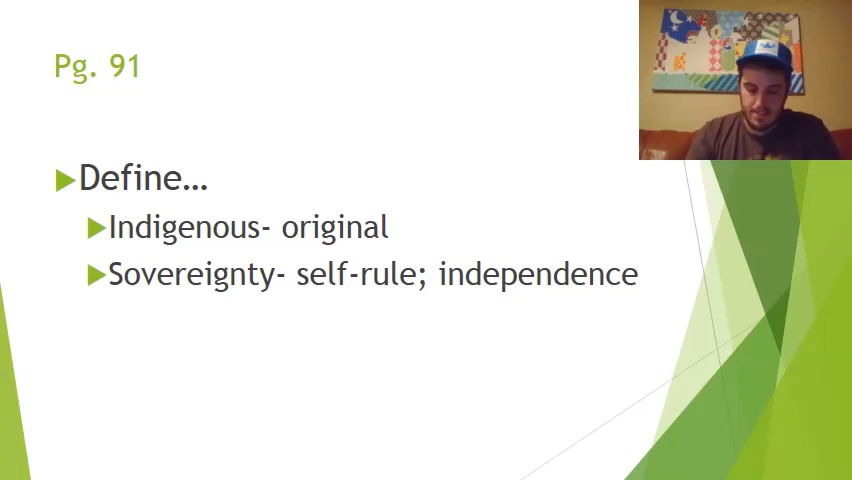 Pg. 91
Define...
Indigenous- original
Sovereignty- self-rule; independence